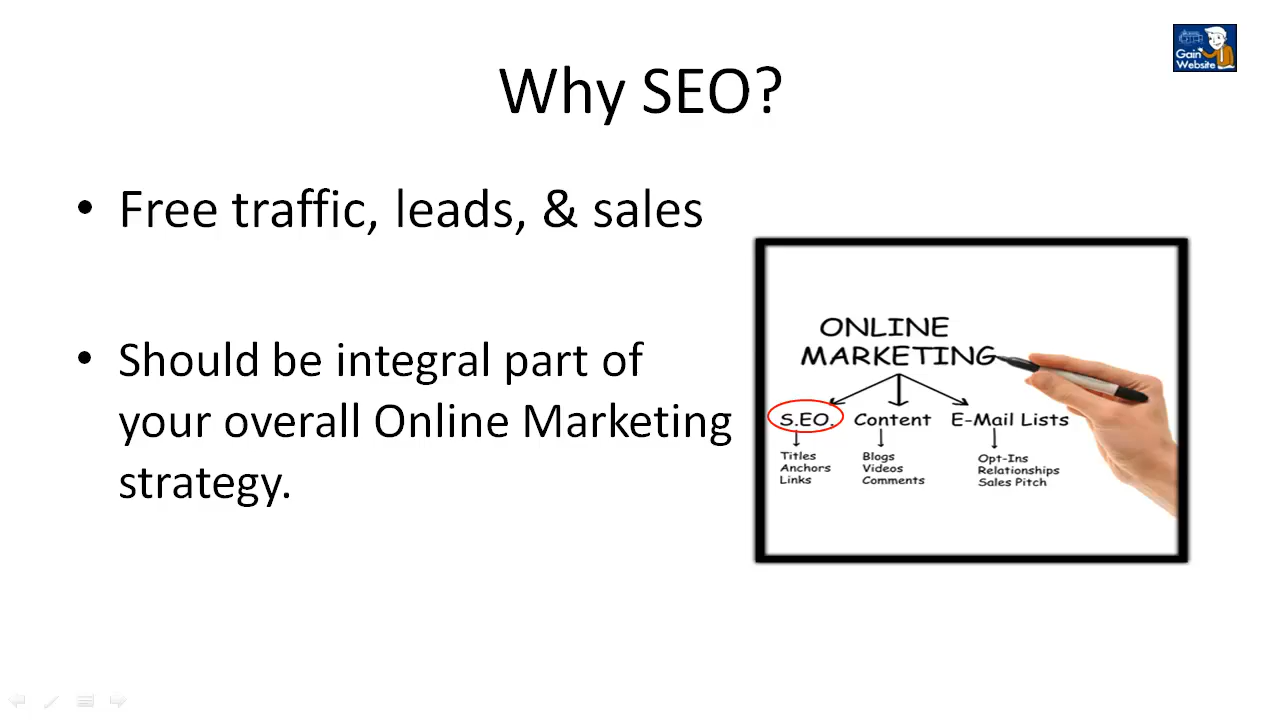 Gain
Website
Why SEO?
• Free traffic, leads, & sales
• Should be integral part of
your overall Online Marketing
strategy.
ONLINE
MARKETING
S.EO. Content E-Mail Lists
Titles
Anchors
Links
Blogs
Videos
Comments
Opt-Ins
Relationships
Sales Pitch